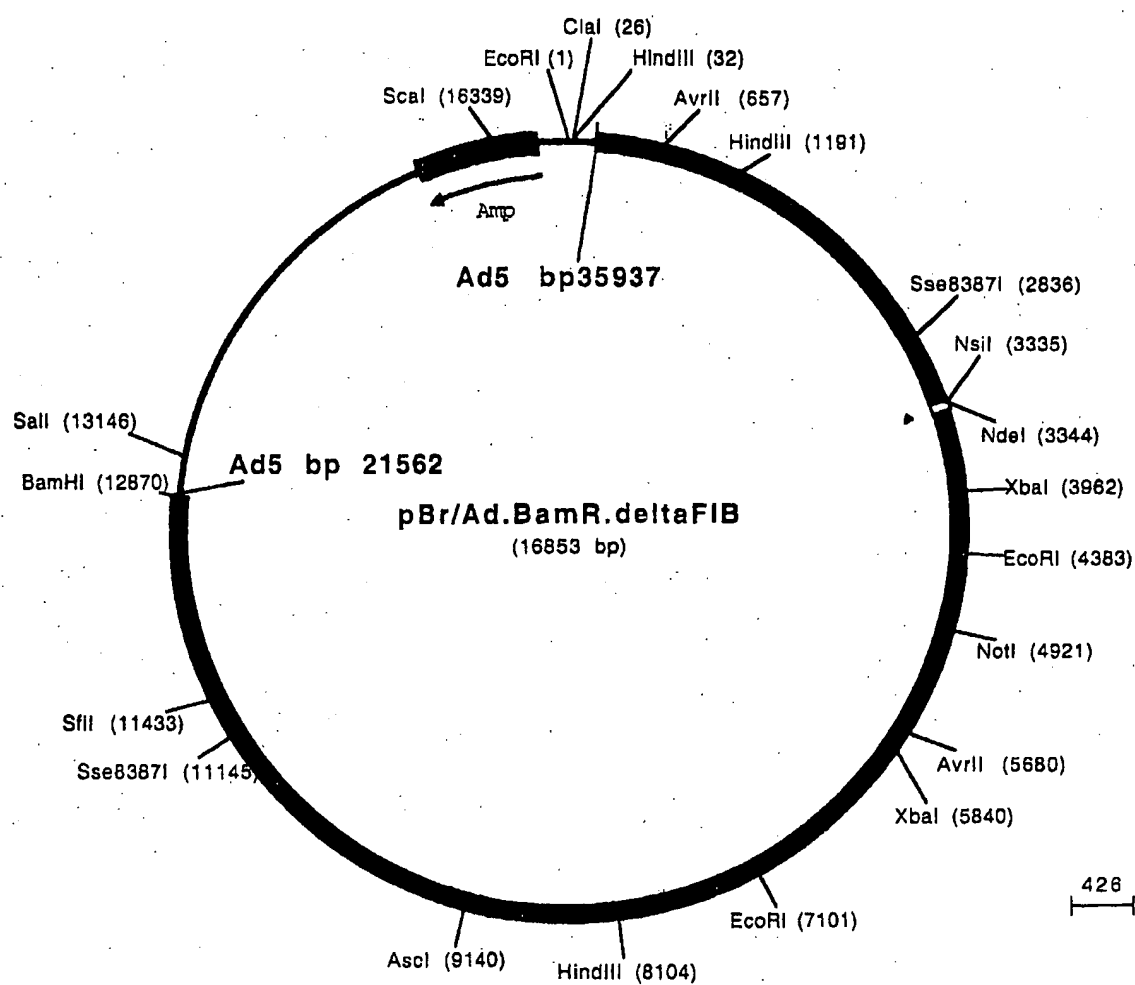 ClaI (26)
EcoRI (1)
HindIII (32)
ScaI (16339)
AvrII (657)
HindIII (1191)
Amp
Ad5 bp35937
Sse8387I (2836)
NsiI (3335)
NdeI (3344)
SalI (13146)
Ad5 bp 21562
BamHI (12870)
XbaI (3962)
pBr/Ad.BamR.deltaFIB
(16853 bp)
EcoRI (4383)
NotI (4921)
SfiI (11433)
Sse8387I (11145)
AvrII (5680)
XbaI (5840)
426
EcoRI (7101)
AscI (9140)
HindIII (8104)